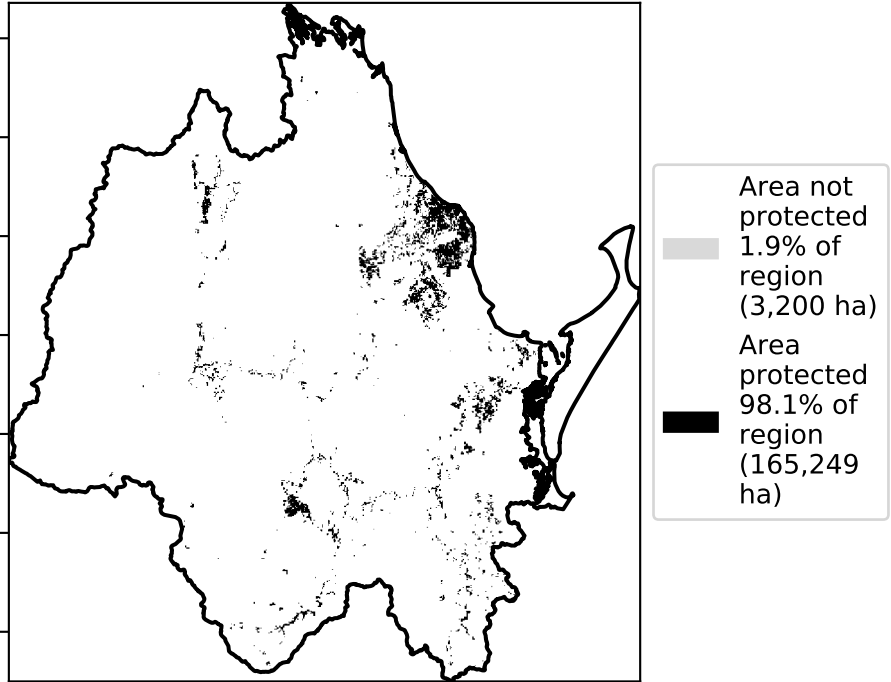 Area not
protected
1.9% of
region
(3,200 ha)
Area
protected
98.1% of
region
(165,249
ha)